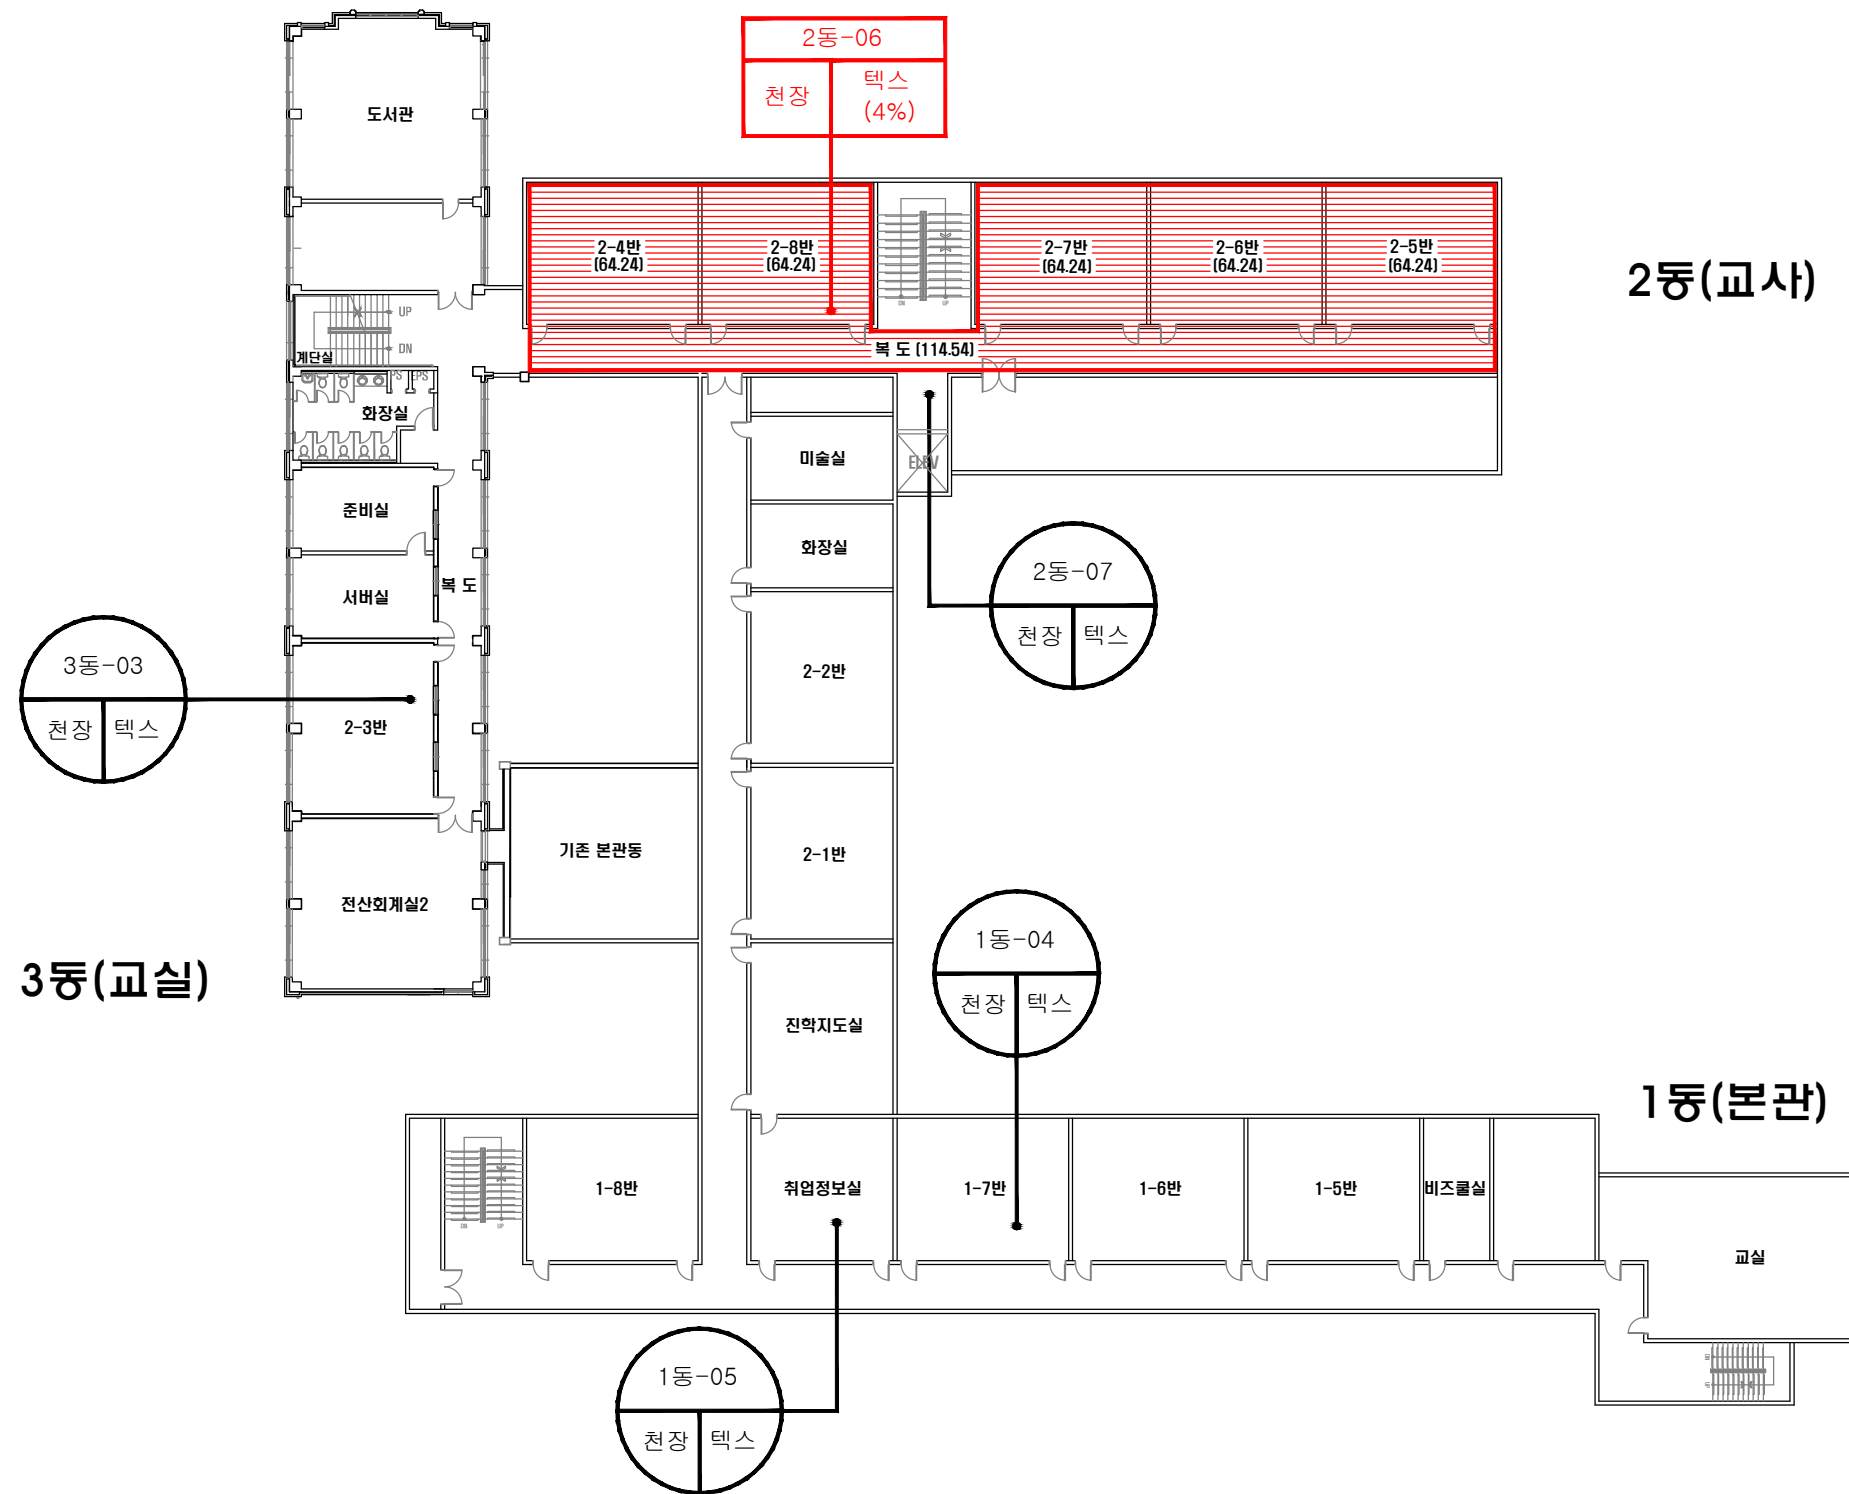 2동-06
천장
텍스
(4%)
도서관
2-4반
(64.24)
2-8반
(64.24)
2-7반
(64.24)
2-6반
(64.24)
2-5반
(64.24)
2동(교사)
DN
UP
UP
DN
계단실
복 도 (114.54)
PS
EPS
화장실
미술실
ELEV
준비실
화장실
2동-07
천장
텍스
서버실
복 도
3동-03
천장
텍스
2-2반
2-3반
기존 본관동
2-1반
전산회계실2
1동-04
천장
텍스
3동(교실)
진학지도실
1동(본관)
1-8반
취업정보실
1-7반
1-6반
1-5반
비즈쿨실
DN
UP
교실
1동-05
천장
텍스